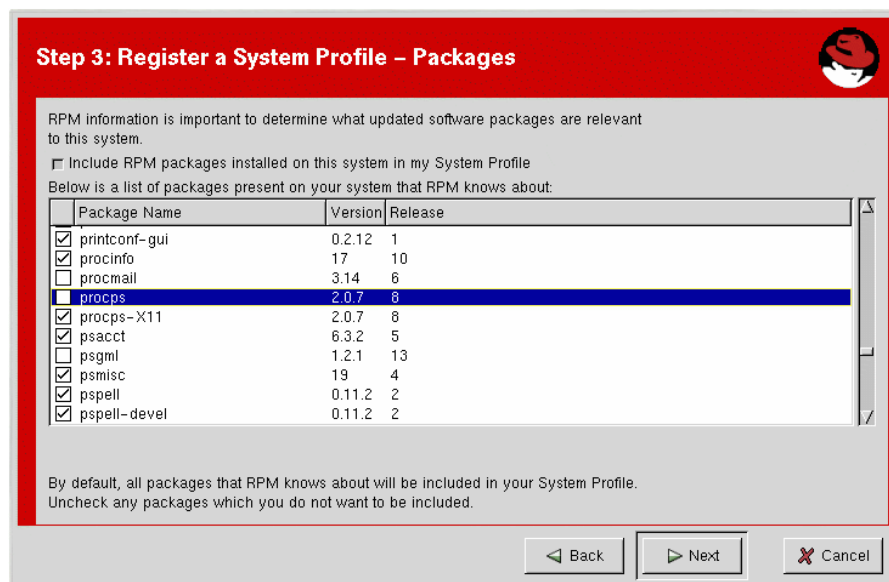 Step 3: Register a System Profile – Packages
RPM information is important to determine what updated software packages are relevant
to this system.
Include RPM packages installed on this system in my System Profile
Below is a list of packages present on your system that RPM knows about:
Package Name Version Release
printconf-gui 0.2.12 1
procinfo 17 10
procmail 3.14 6
procps 2.0.7 8
procps-X11 2.0.7 8
psacct 6.3.2 5
psgml 1.2.1 13
psmisc 19 4
pspell 0.11.2 2
pspell-devel 0.11.2 2
By default, all packages that RPM knows about will be included in your System Profile.
Uncheck any packages which you do not want to be included.
Back Next Cancel